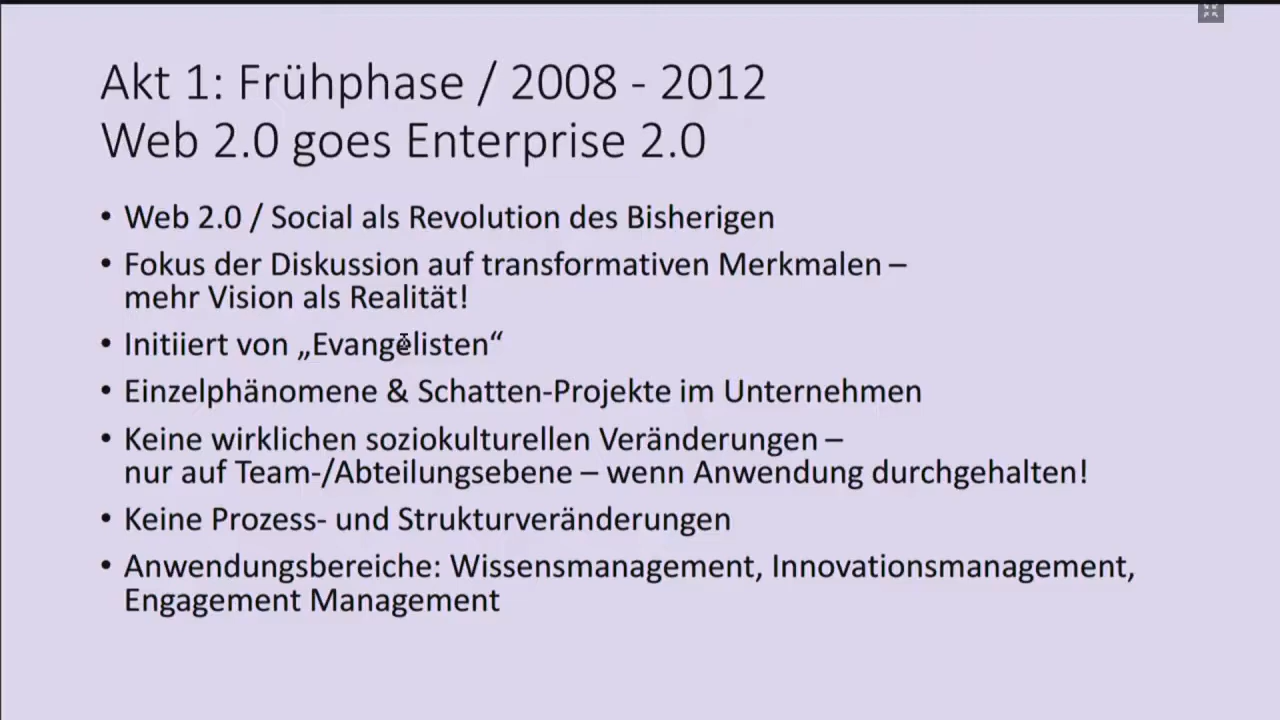 Akt 1: Frühphase / 2008 - 2012
Web 2.0 goes Enterprise 2.0
• Web 2.0 / Social als Revolution des Bisherigen
• Fokus der Diskussion auf transformativen Merkmalen –
mehr Vision als Realität!
• Initiiert von „Evangelisten“
• Einzelphänomene & Schatten-Projekte im Unternehmen
• Keine wirklichen soziokulturellen Veränderungen –
nur auf Team-/Abteilungsebene – wenn Anwendung durchgehalten!
• Keine Prozess- und Strukturveränderungen
• Anwendungsbereiche: Wissensmanagement, Innovationsmanagement,
Engagement Management